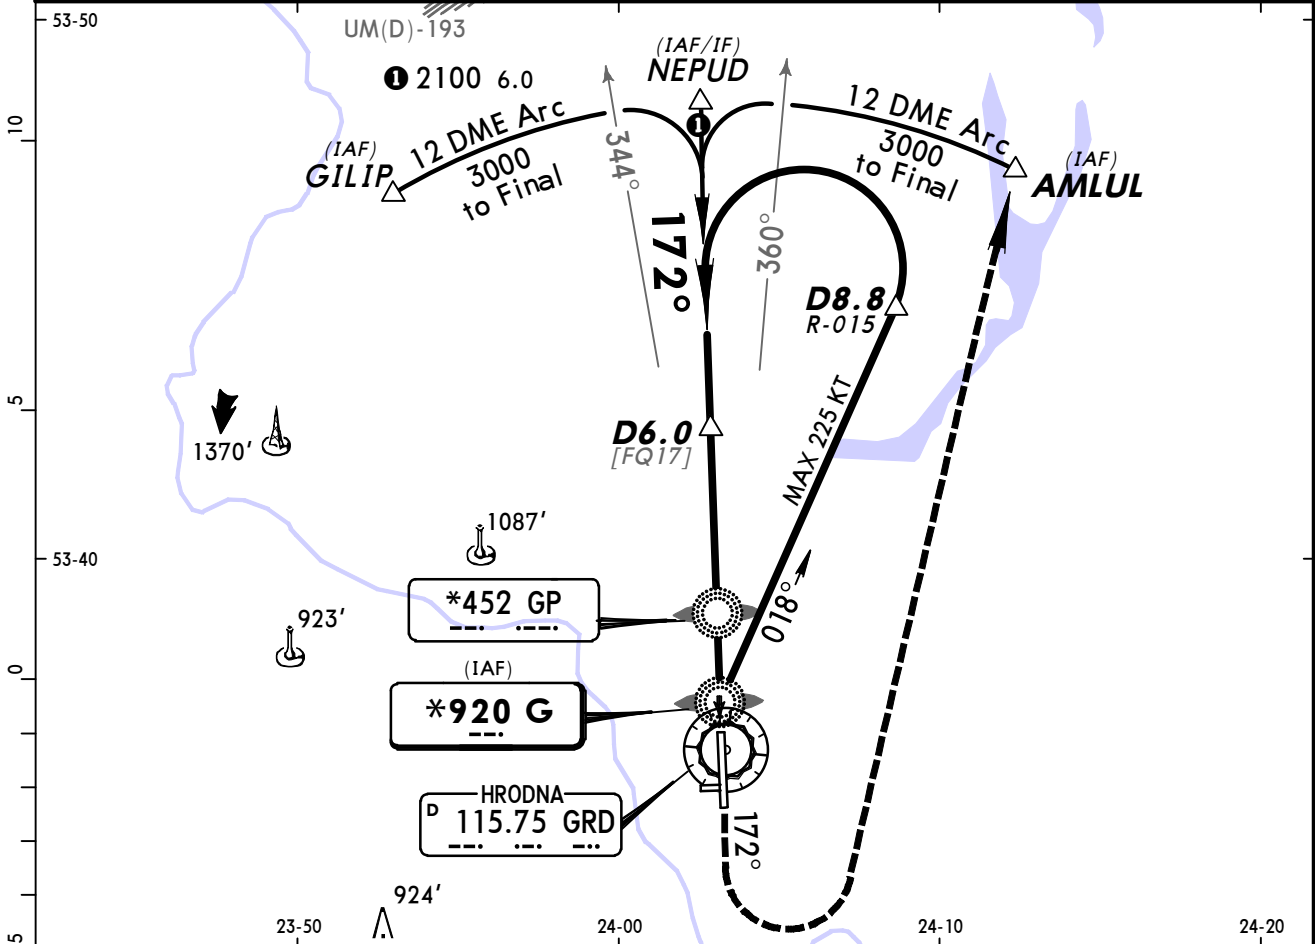 53-50
UM(D)-193
❶ 2100 6.0
(IAF/IF)
NEPUD
❶
12 DME Arc
3000
to Final
12 DME Arc
3000
to Final
(IAF)
GILIP
(IAF)
AMLUL
10
344°
172°
360°
D8.8
R-015
5
1370'
D6.0
[FQ17]
MAX 225 KT
1087'
53-40
*452 GP
018°
923'
0
(IAF)
*920 G
HRODNA
D 115.75 GRD
172°
924'
5
23-50
24-00
24-10
24-20